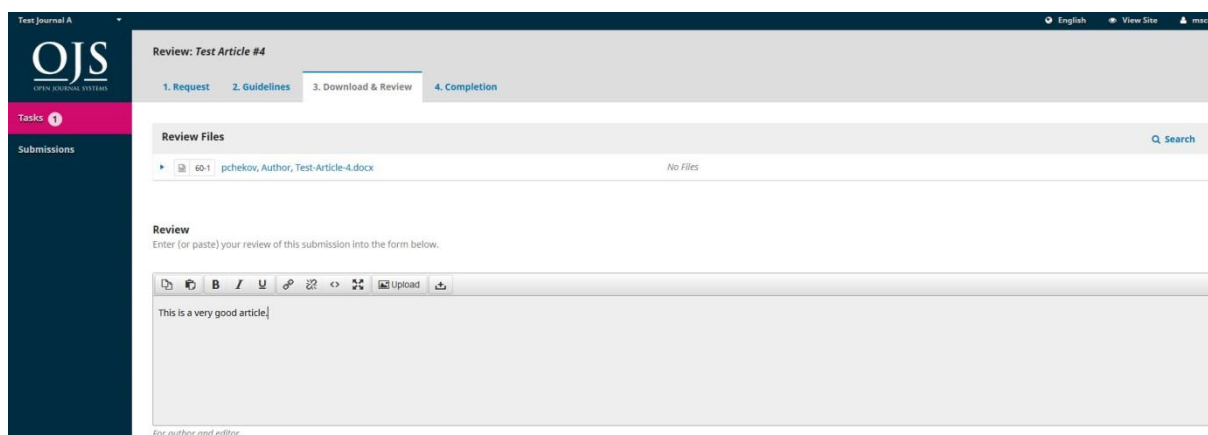 Test Journal A
English View Site
OJS
OPEN JOURNAL SYSTEMS
Tasks 1
Submissions
Review: Test Article #4
1. Request 2. Guidelines 3. Download & Review 4. Completion
Review Files
Search
60-1 pchekov, Author, Test-Article-4.docx No Files
Review
Enter (or paste) your review of this submission into the form below.
B I U Upload
This is a very good article.
For author and editor